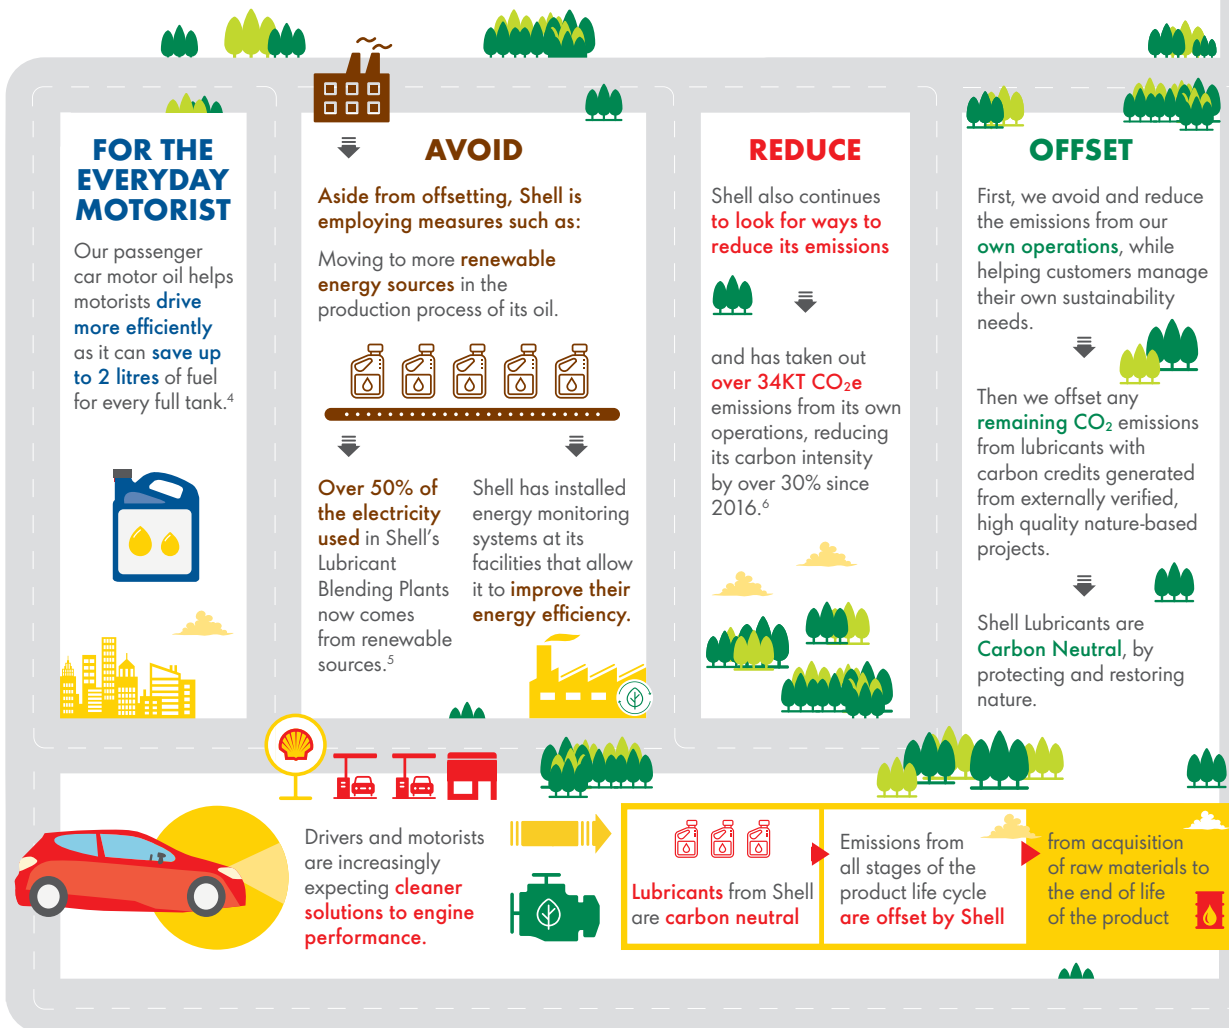 FOR THE
EVERYDAY
MOTORIST
Our passenger
car motor oil helps
motorists drive
more efficiently
as it can save up
to 2 litres of fuel
for every full tank.4
AVOID
Aside from offsetting, Shell is
employing measures such as:
Moving to more renewable
energy sources in the
production process of its oil.
Over 50% of
the electricity
used in Shell's
Lubricant
Blending Plants
now comes
from renewable
sources.5
Shell has installed
energy monitoring
systems at its
facilities that allow
it to improve their
energy efficiency.
REDUCE
Shell also continues
to look for ways to
reduce its emissions
and has taken out
over 34KT CO2e
emissions from its own
operations, reducing
its carbon intensity
by over 30% since
2016.6
OFFSET
First, we avoid and reduce
the emissions from our
own operations, while
helping customers manage
their own sustainability
needs.
Then we offset any
remaining CO2 emissions
from lubricants with
carbon credits generated
from externally verified,
high quality nature-based
projects.
Shell Lubricants are
Carbon Neutral, by
protecting and restoring
nature.
Drivers and motorists
are increasingly
expecting cleaner
solutions to engine
performance.
Lubricants from Shell
are carbon neutral
Emissions from
all stages of the
product life cycle
are offset by Shell
from acquisition
of raw materials to
the end of life
of the product